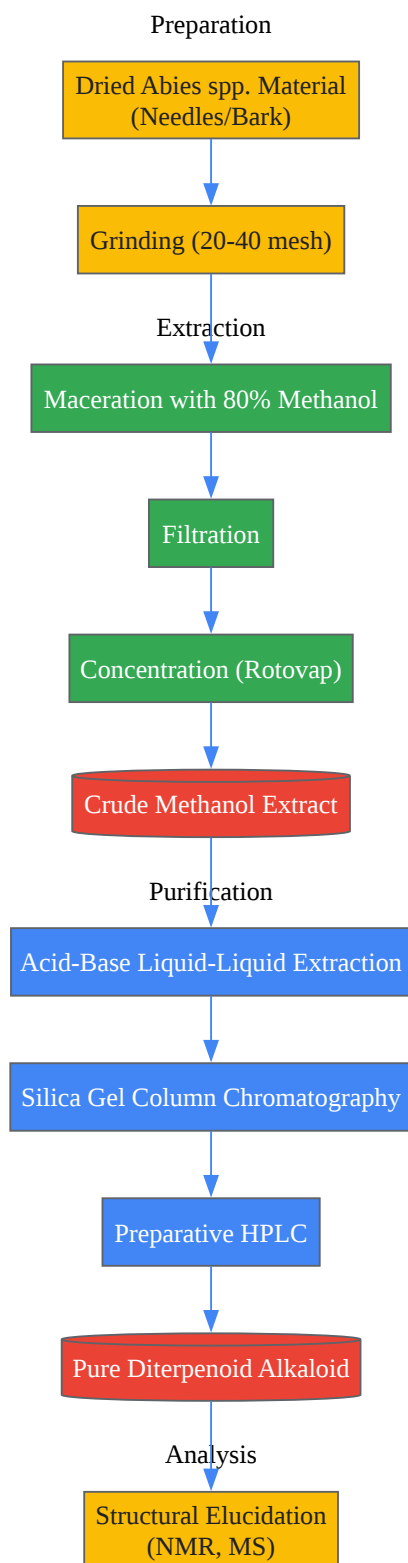 Preparation
Dried Abies spp. Material
(Needles/Bark)
Grinding (20-40 mesh)
Extraction
Maceration with 80% Methanol
Filtration
Concentration (Rotovap)
Crude Methanol Extract
Purification
Acid-Base Liquid-Liquid Extraction
Silica Gel Column Chromatography
Preparative HPLC
Pure Diterpenoid Alkaloid
Analysis
Structural Elucidation
(NMR, MS)